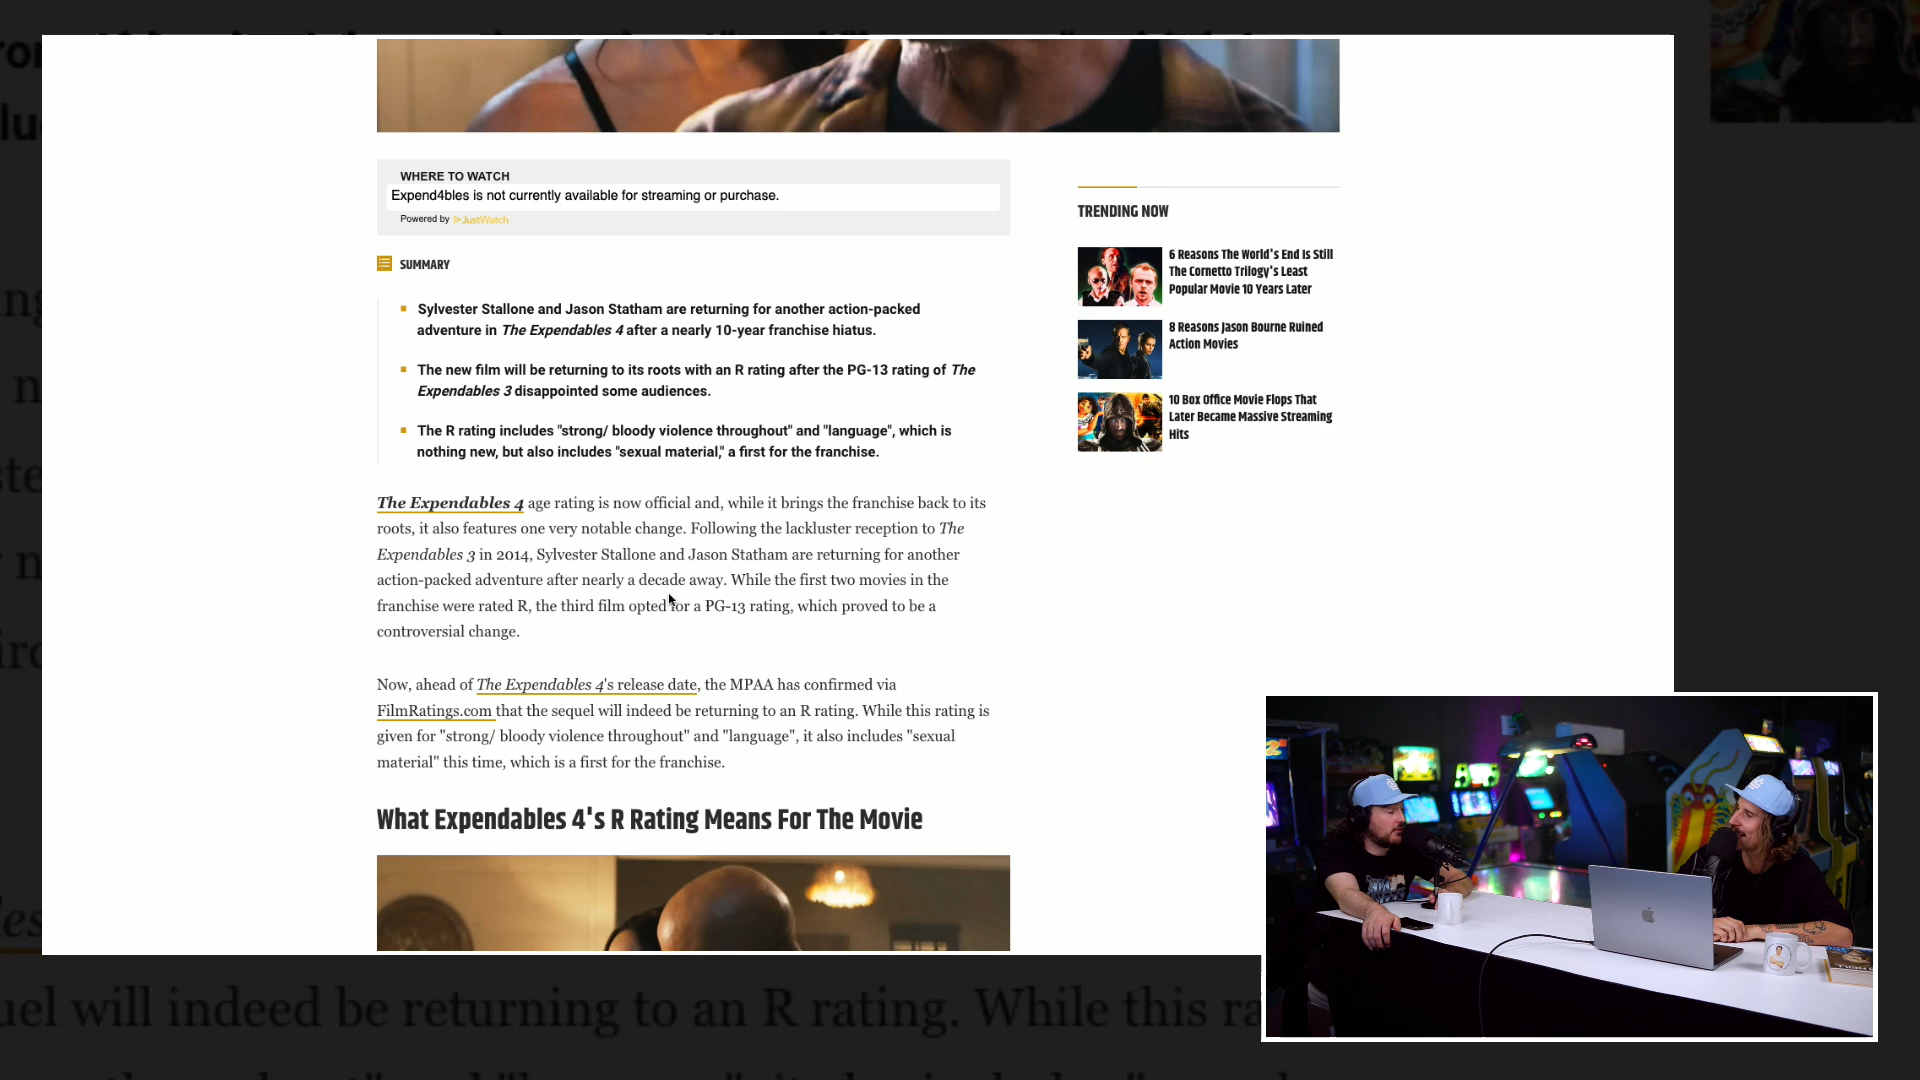 WHERE TO WATCH
Expend4bles is not currently available for streaming or purchase.
Powered by JustWatch
SUMMARY
Sylvester Stallone and Jason Statham are returning for another action-packed
adventure in The Expendables 4 after a nearly 10-year franchise hiatus.
The new film will be returning to its roots with an R rating after the PG-13 rating of The
Expendables 3 disappointed some audiences.
The R rating includes "strong/ bloody violence throughout" and "language", which is
nothing new, but also includes "sexual material," a first for the franchise.
The Expendables 4 age rating is now official and, while it brings the franchise back to its
roots, it also features one very notable change. Following the lackluster reception to The
Expendables 3 in 2014, Sylvester Stallone and Jason Statham are returning for another
action-packed adventure after nearly a decade away. While the first two movies in the
franchise were rated R, the third film opted for a PG-13 rating, which proved to be a
controversial change.
Now, ahead of The Expendables 4's release date, the MPAA has confirmed via
FilmRatings.com that the sequel will indeed be returning to an R rating. While this rating is
given for "strong/ bloody violence throughout" and "language", it also includes "sexual
material" this time, which is a first for the franchise.
What Expendables 4's R Rating Means For The Movie
TRENDING NOW
6 Reasons The World's End Is Still
The Cornetto Trilogy's Least
Popular Movie 10 Years Later
8 Reasons Jason Bourne Ruined
Action Movies
10 Box Office Movie Flops That
Later Became Massive Streaming
Hits
uel will indeed be returning to an R rating. While this ra